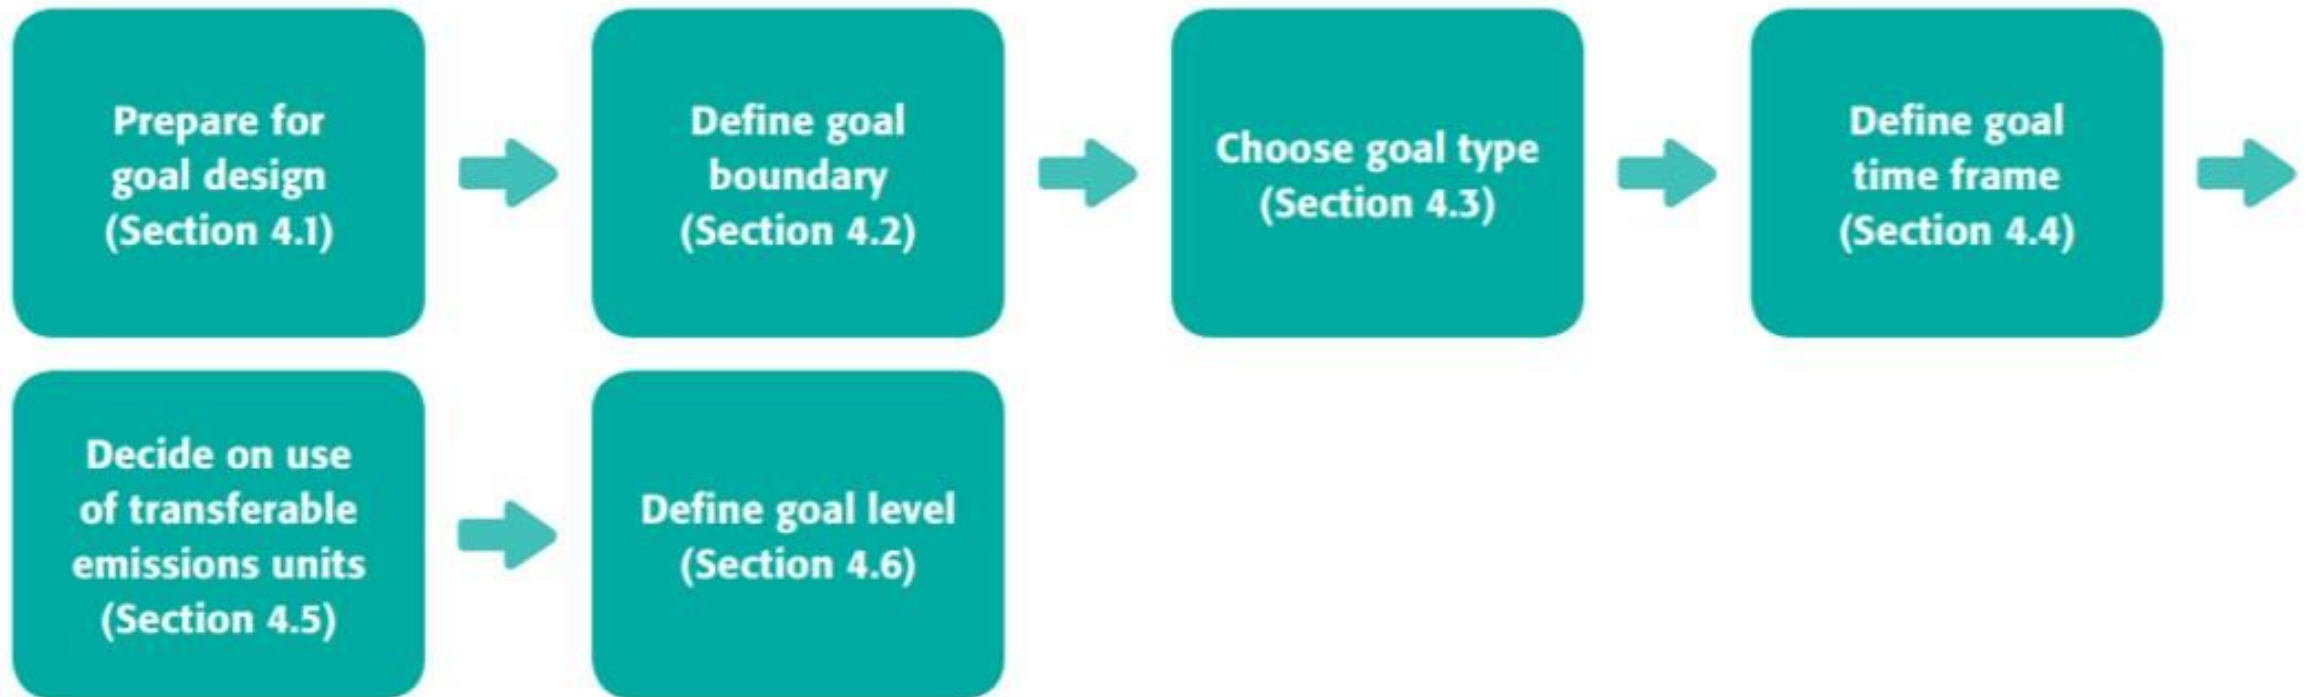 Prepare for
goal design
(Section 4.1)
Define goal
boundary
(Section 4.2)
Choose goal type
(Section 4.3)
Define goal
time frame
(Section 4.4)
Decide on use
of transferable
emissions units
(Section 4.5)
Define goal level
(Section 4.6)